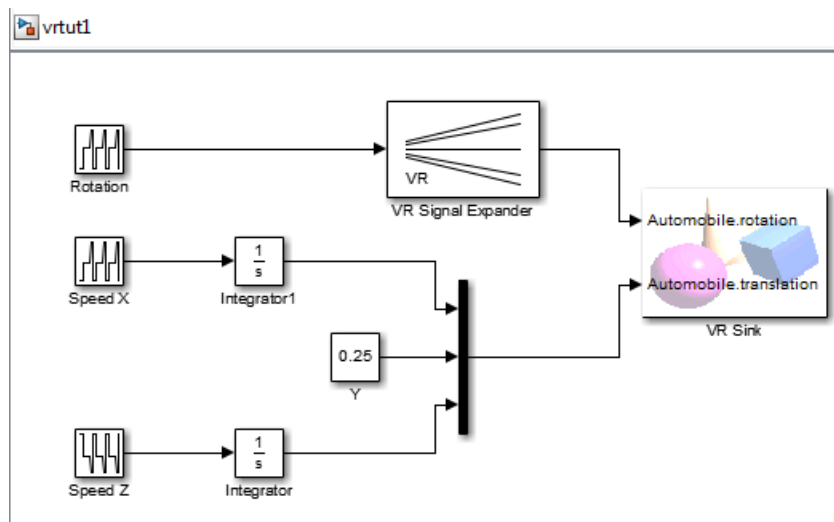 vrtut1
VR
Rotation
VR Signal Expander
Automobile.rotation
1
s
Speed X
Integrator1
Automobile.translation
VR Sink
0.25
Y
1
s
Speed Z
Integrator